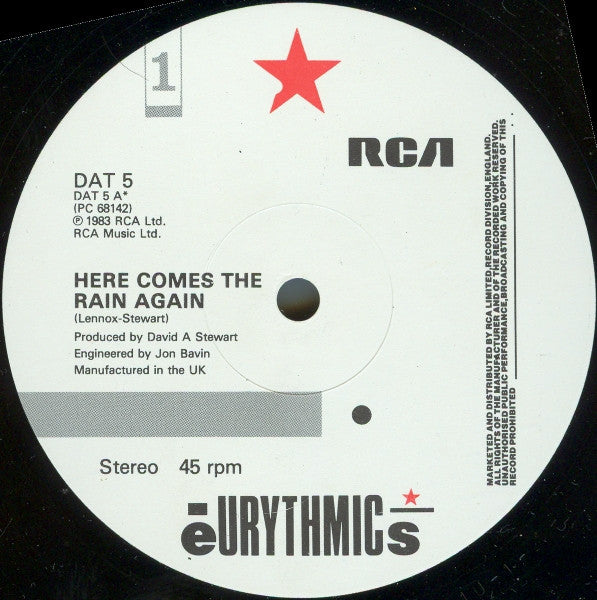 1
RCA
DAT 5
DAT 5 A*
(PC 68142)
℗ 1983 RCA Ltd.
RCA Music Ltd.
HERE COMES THE
RAIN AGAIN
(Lennox-Stewart)
Produced by David A Stewart
Engineered by Jon Bavin
Manufactured in the UK
Stereo 45 rpm
eURYTHMICs
MARKETED AND DISTRIBUTED BY RCA LIMITED,RECORD DIVISION,ENGLAND.
ALL RIGHTS OF THE MANUFACTURER AND OF THE RECORDED WORK RESERVED.
UNAUTHORISED PUBLIC PERFORMANCE,BROADCASTING AND COPYING OF THIS
RECORD PROHIBITED